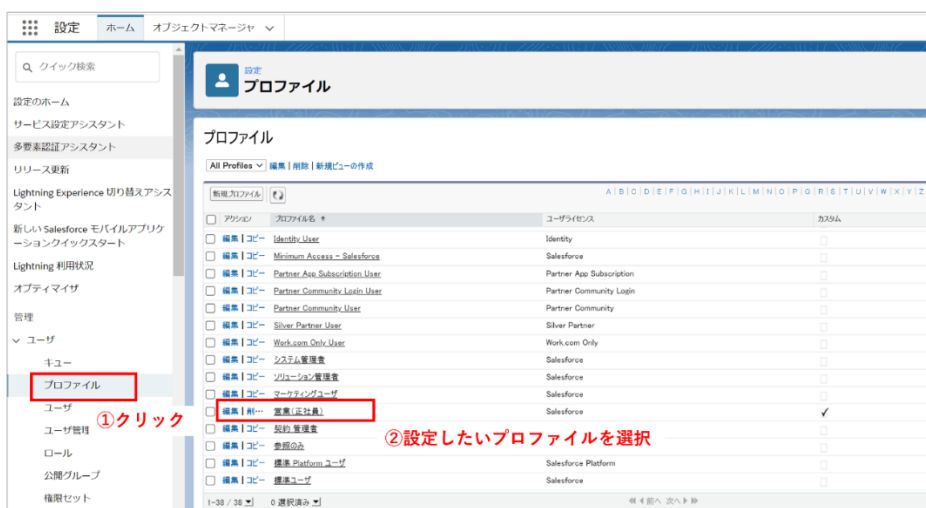 設定 ホーム オブジェクトマネージャ
クイック検索
設定のホーム
サービス設定アシスタント
多要素認証アシスタント
リリース更新
Lightning Experience 切り替えアシス
タント
新しい Salesforce モバイルアプリケ
ーションクイックスタート
Lightning 利用状況
オプティマイザ
管理
ユーザ
キュー
プロファイル
ユーザ
①クリック
ユーザ管理
ロール
公開グループ
権限セット
設定
プロファイル
プロファイル
All Profiles 編集 | 削除 | 新規ビューの作成
新規プロファイル
A | B | C | D | E | F | G | H | I | J | K | L | M | N | O | P | Q | R | S | T | U | V | W | X | Y | Z
アクション プロファイル名 ↑ ユーザライセンス カスタム
編集 | コピー Identity User Identity
編集 | コピー Minimum Access - Salesforce Salesforce
編集 | コピー Partner App Subscription User Partner App Subscription
編集 | コピー Partner Community Login User Partner Community Login
編集 | コピー Partner Community User Partner Community
編集 | コピー Silver Partner User Silver Partner
編集 | コピー Work.com Only User Work.com Only
編集 | コピー システム管理者 Salesforce
編集 | コピー ソリューション管理者 Salesforce
編集 | コピー マーケティングユーザ Salesforce
編集 | 削… 営業(正社員) Salesforce ✓
編集 | コピー 契約 管理者 Salesforce
②設定したいプロファイルを選択
編集 | コピー 参照のみ
編集 | コピー 標準 Platform ユーザ Salesforce Platform
編集 | コピー 標準ユーザ Salesforce
1-38 / 38 0 選択済み 前へ 次へ